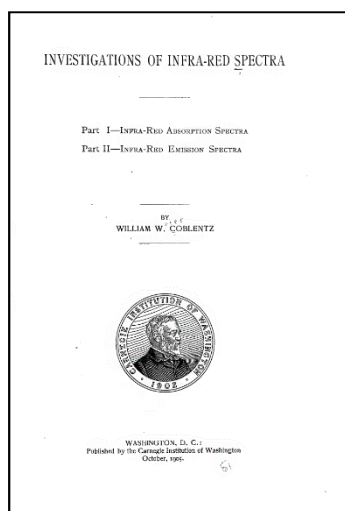 INVESTIGATIONS OF INFRA-RED SPECTRA
Part I—INFRA-RED ABSORPTION SPECTRA
Part II—INFRA-RED EMISSION SPECTRA
BY
WILLIAM W. COBLENTZ
CARNEGIE INSTITUTION OF WASHINGTON
· 1902 ·
WASHINGTON, D. C.:
Published by the Carnegie Institution of Washington
October, 1905.